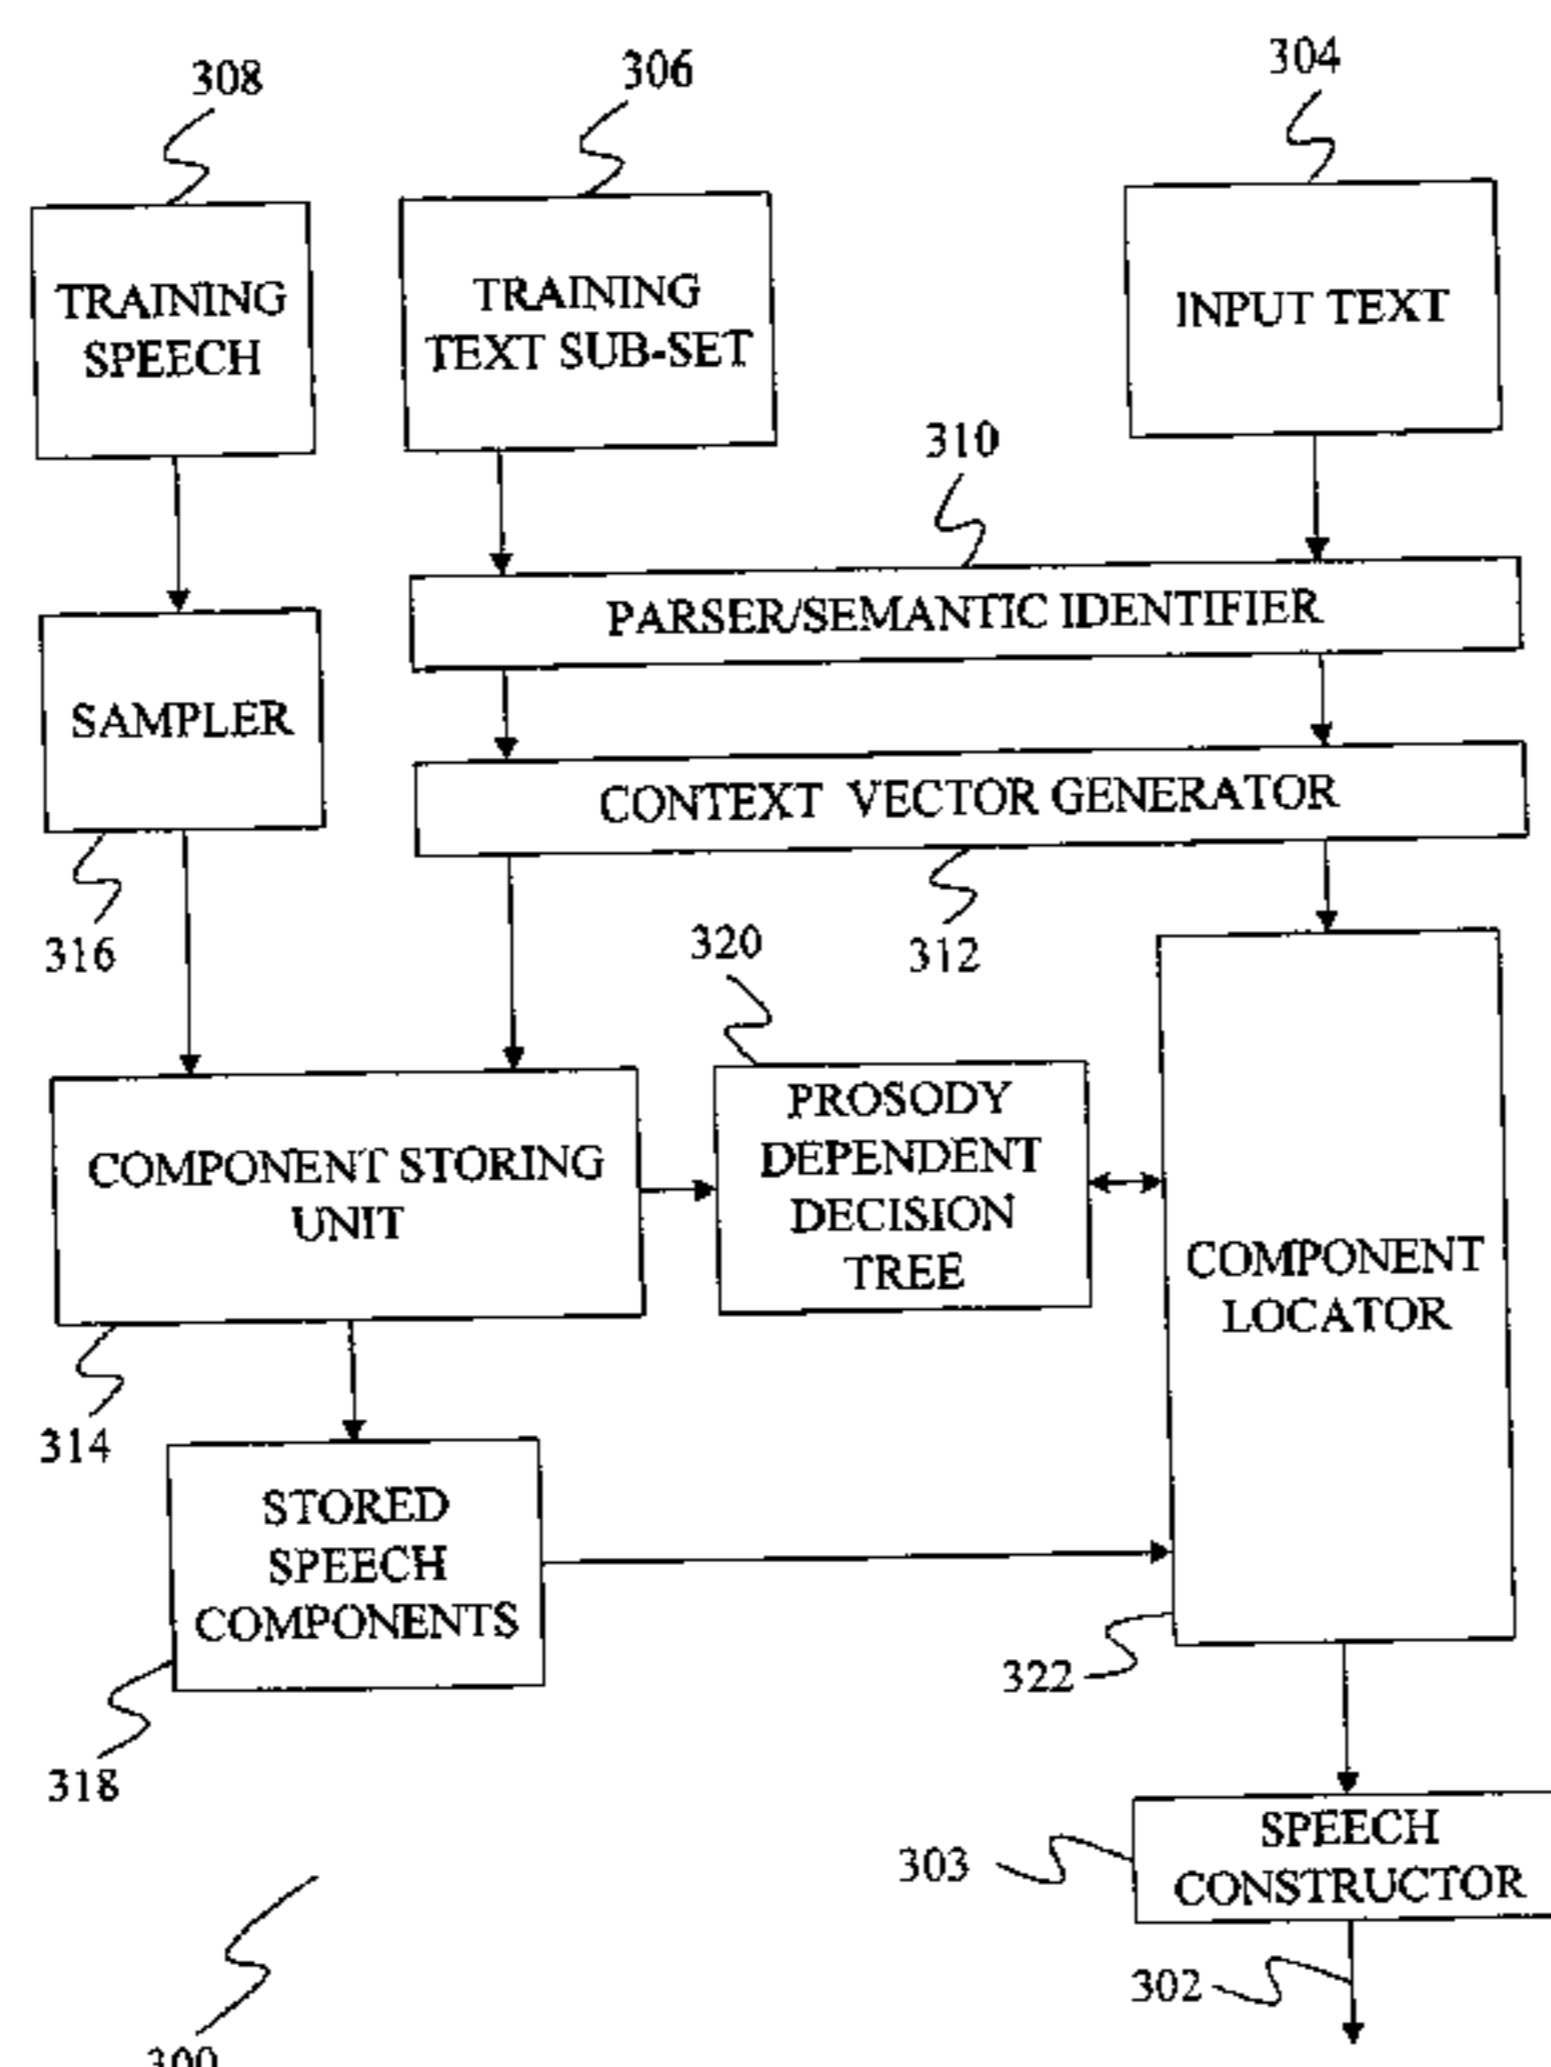 308
306
304
TRAINING
SPEECH
TRAINING
TEXT SUB-SET
INPUT TEXT
310
PARSER/SEMANTIC IDENTIFIER
SAMPLER
CONTEXT VECTOR GENERATOR
316
320
312
COMPONENT STORING
UNIT
PROSODY
DEPENDENT
DECISION
TREE
COMPONENT
LOCATOR
314
STORED
SPEECH
COMPONENTS
322
318
SPEECH
CONSTRUCTOR
303
302
300